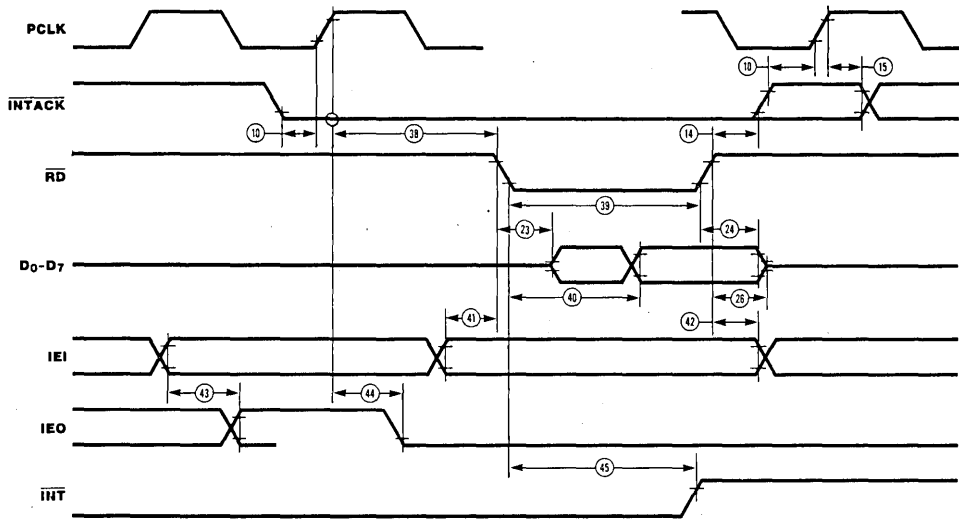 PCLK
10 15
INTACK
10 38 14
RD
39
23 24
D0-D7
40 26
41 42
IEI
43 44
IEO
45
INT